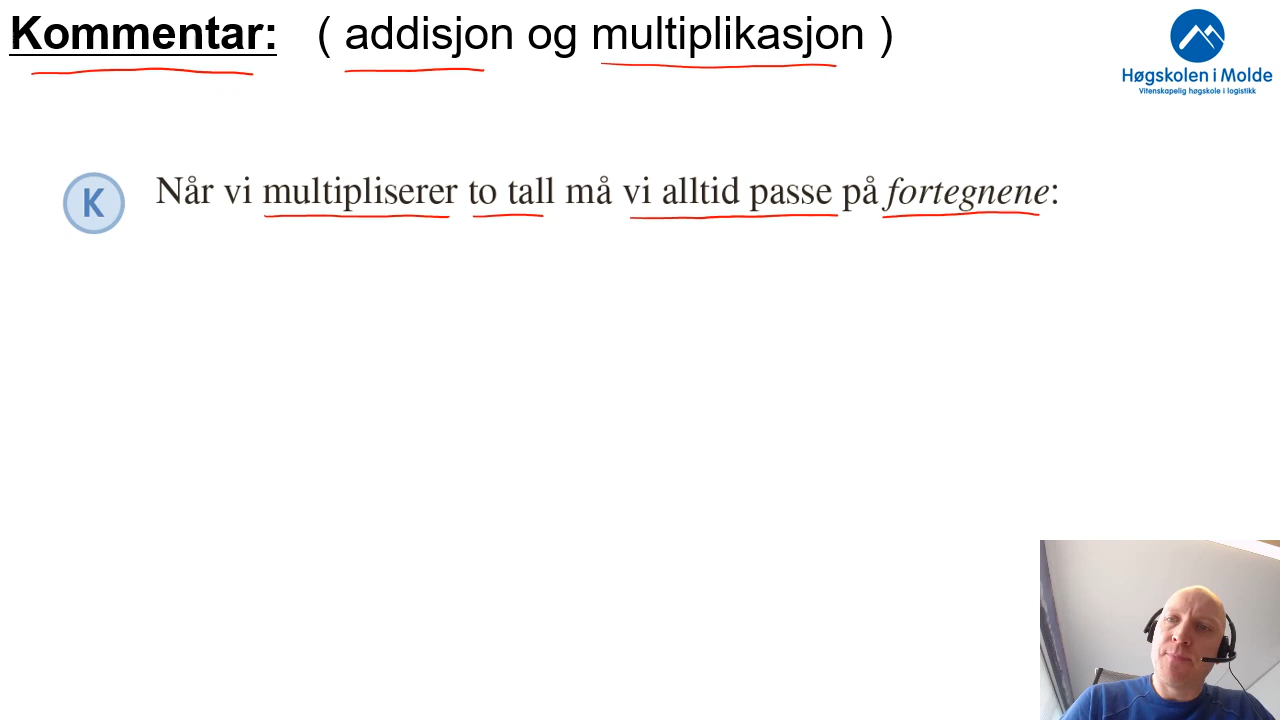 Kommentar: ( addisjon og multiplikasjon )
Høgskolen i Molde
Vitenskapelig høgskole i logistikk
K Når vi multipliserer to tall må vi alltid passe på fortegnene: